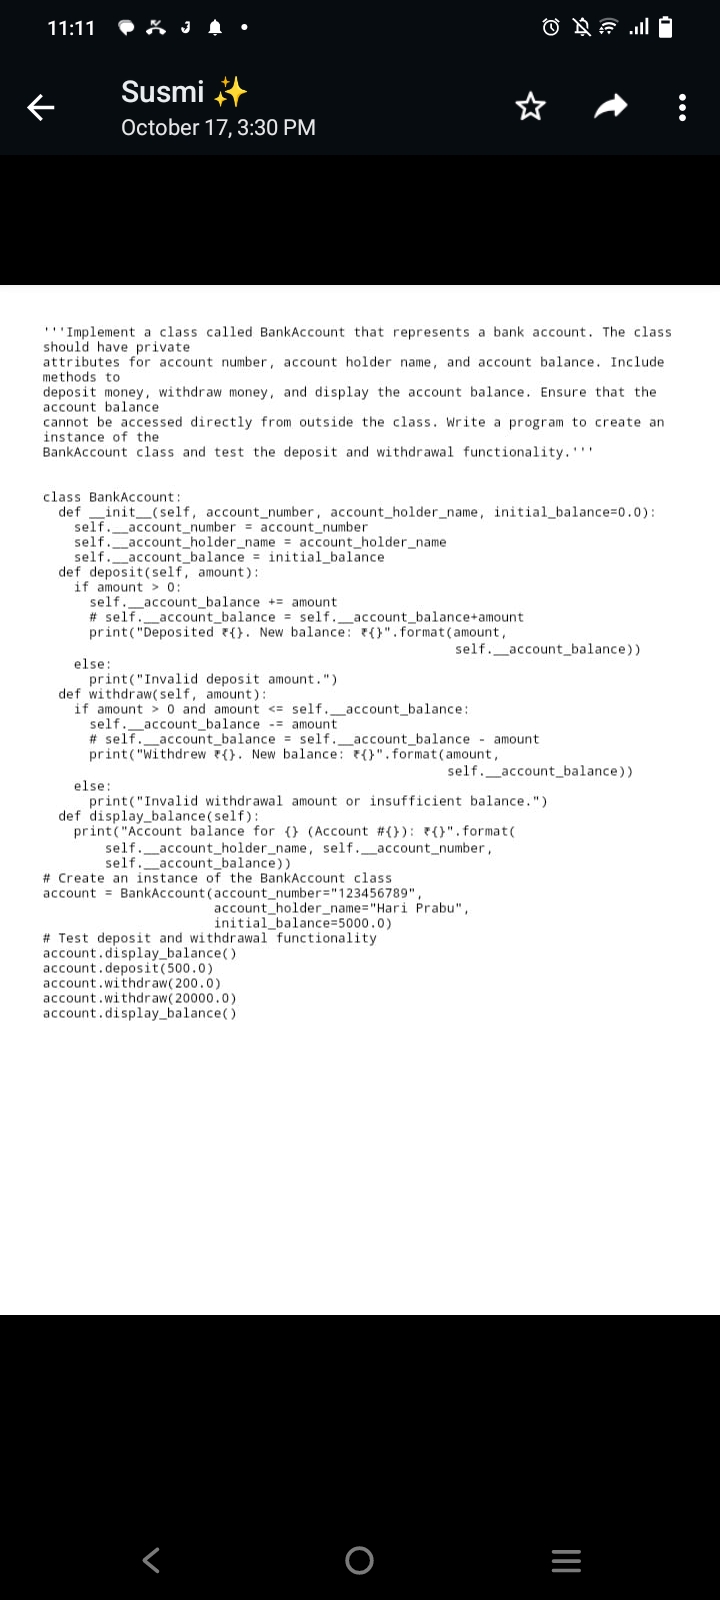 11:11
Susmi ✨
October 17, 3:30 PM
'''Implement a class called BankAccount that represents a bank account. The class
should have private
attributes for account number, account holder name, and account balance. Include
methods to
deposit money, withdraw money, and display the account balance. Ensure that the
account balance
cannot be accessed directly from outside the class. Write a program to create an
instance of the
BankAccount class and test the deposit and withdrawal functionality.'''
class BankAccount:
  def __init__(self, account_number, account_holder_name, initial_balance=0.0):
    self.__account_number = account_number
    self.__account_holder_name = account_holder_name
    self.__account_balance = initial_balance
  def deposit(self, amount):
    if amount > 0:
      self.__account_balance += amount
      # self.__account_balance = self.__account_balance+amount
      print("Deposited ₹{}. New balance: ₹{}".format(amount,
                                                     self.__account_balance))
    else:
      print("Invalid deposit amount.")
  def withdraw(self, amount):
    if amount > 0 and amount <= self.__account_balance:
      self.__account_balance -= amount
      # self.__account_balance = self.__account_balance - amount
      print("Withdrew ₹{}. New balance: ₹{}".format(amount,
                                                    self.__account_balance))
    else:
      print("Invalid withdrawal amount or insufficient balance.")
  def display_balance(self):
    print("Account balance for {} (Account #{}): ₹{}".format(
        self.__account_holder_name, self.__account_number,
        self.__account_balance))
# Create an instance of the BankAccount class
account = BankAccount(account_number="123456789",
                      account_holder_name="Hari Prabu",
                      initial_balance=5000.0)
# Test deposit and withdrawal functionality
account.display_balance()
account.deposit(500.0)
account.withdraw(200.0)
account.withdraw(20000.0)
account.display_balance()